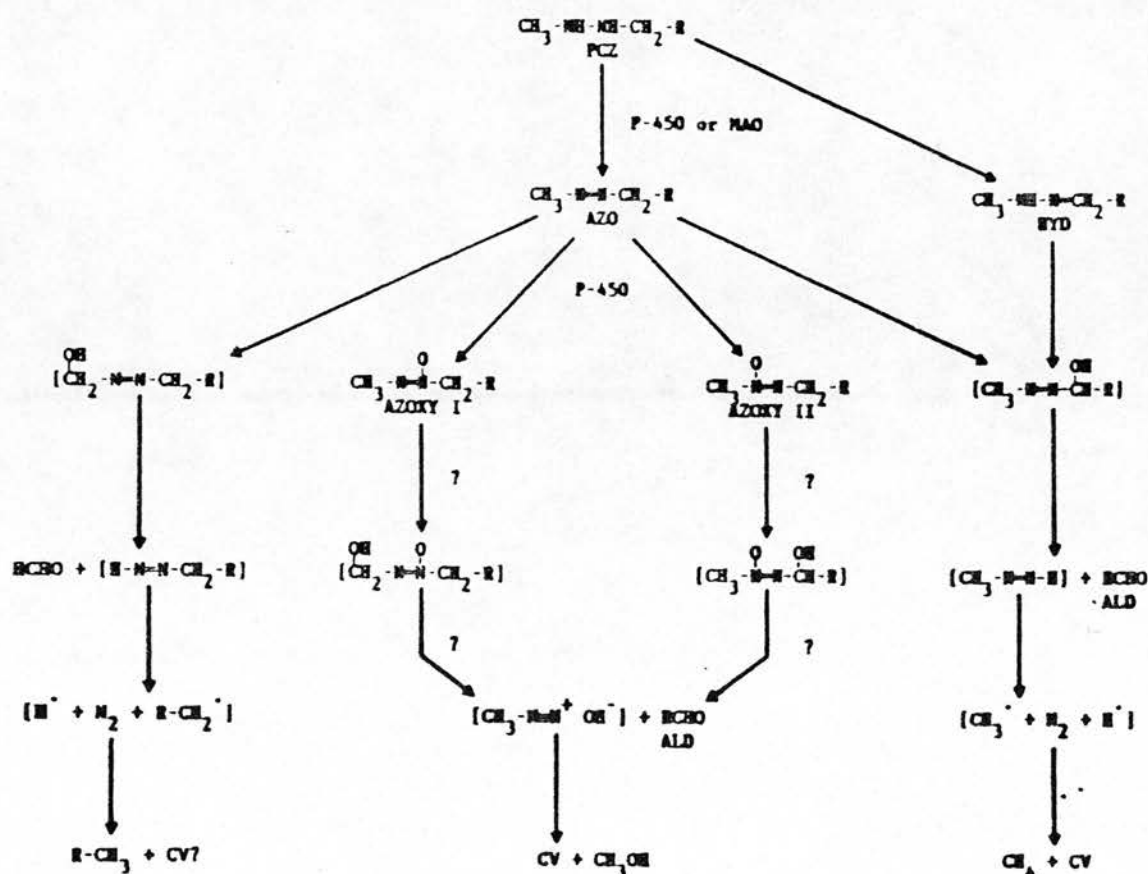 CH3-NH-NH-CH2-R
PCZ
P-450 or MAO
CH3-N=N-CH2-R
AZO
CH3-NH-N=CH2-R
HYD
P-450
OH
[CH2-N=N-CH2-R]
O
CH3-N=N-CH2-R
AZOXY I
O
CH3-N=N-CH2-R
AZOXY II
OH
[CH3-N=N-CH-R]
?
?
HCHO + [H-N=N-CH2-R]
OH O
[CH2-N=N-CH2-R]
O OH
[CH3-N=N-CH-R]
[CH3-N=N-H] + RCHO
ALD
?
?
[H· + N2 + R-CH2·]
[CH3-N≡N+ OH-] + RCHO
ALD
[CH3· + N2 + H·]
R-CH3 + CV?
CV + CH3OH
CH4 + CV